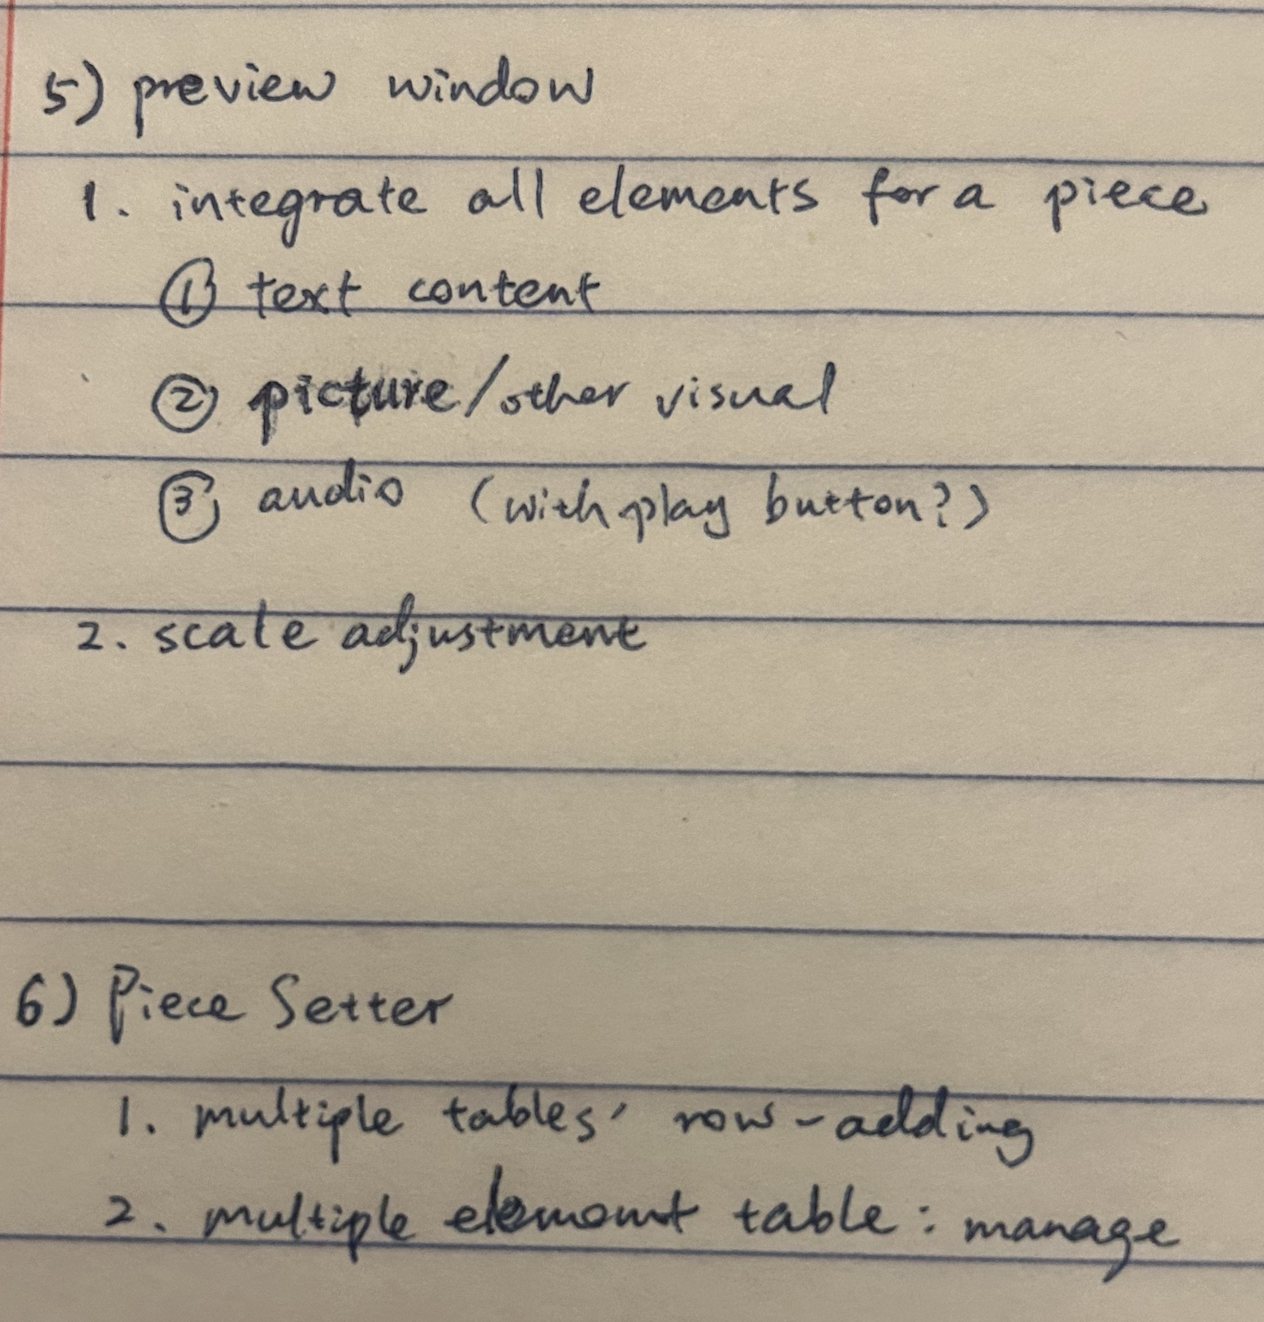 5) preview window
1. integrate all elements for a piece
① text content
② picture/other visual
③ audio (with play button?)
2. scale adjustment
6) Piece Setter
1. multiple tables' row-adding
2. multiple element table: manage